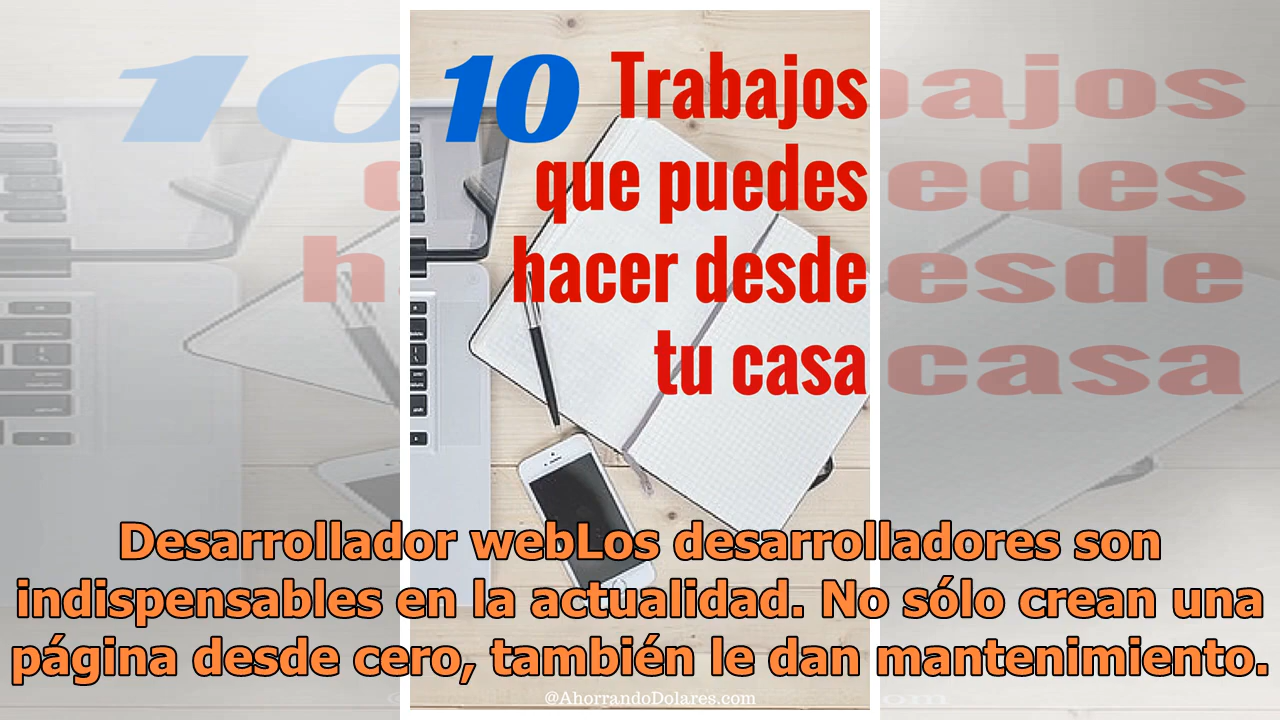 10 Trabajos
que puedes
hacer desde
tu casa
Desarrollador webLos desarrolladores son
indispensables en la actualidad. No sólo crean una
página desde cero, también le dan mantenimiento.
@AhorrandoDolares.com